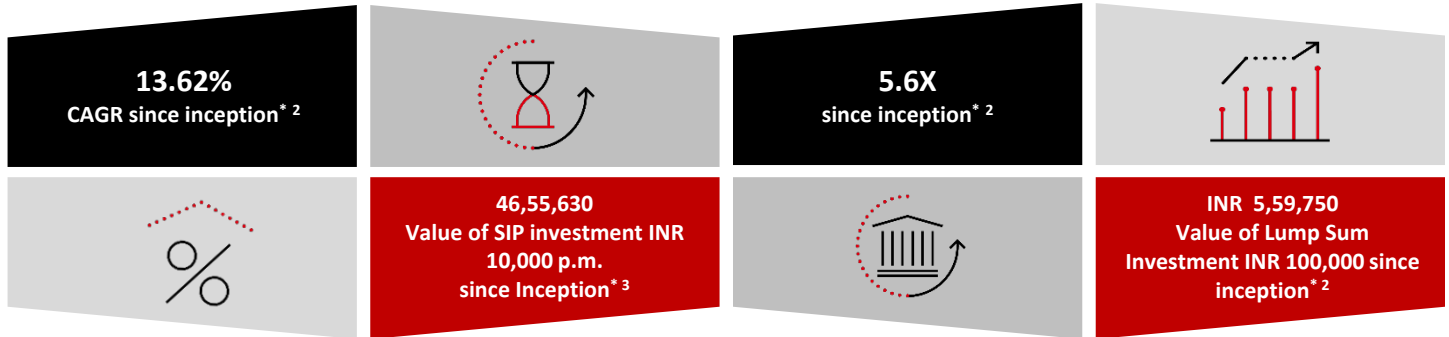 13.62%
CAGR since inception* 2
5.6X
since inception* 2
46,55,630
Value of SIP investment INR
10,000 p.m.
since Inception* 3
INR 5,59,750
Value of Lump Sum
Investment INR 100,000 since
inception* 2